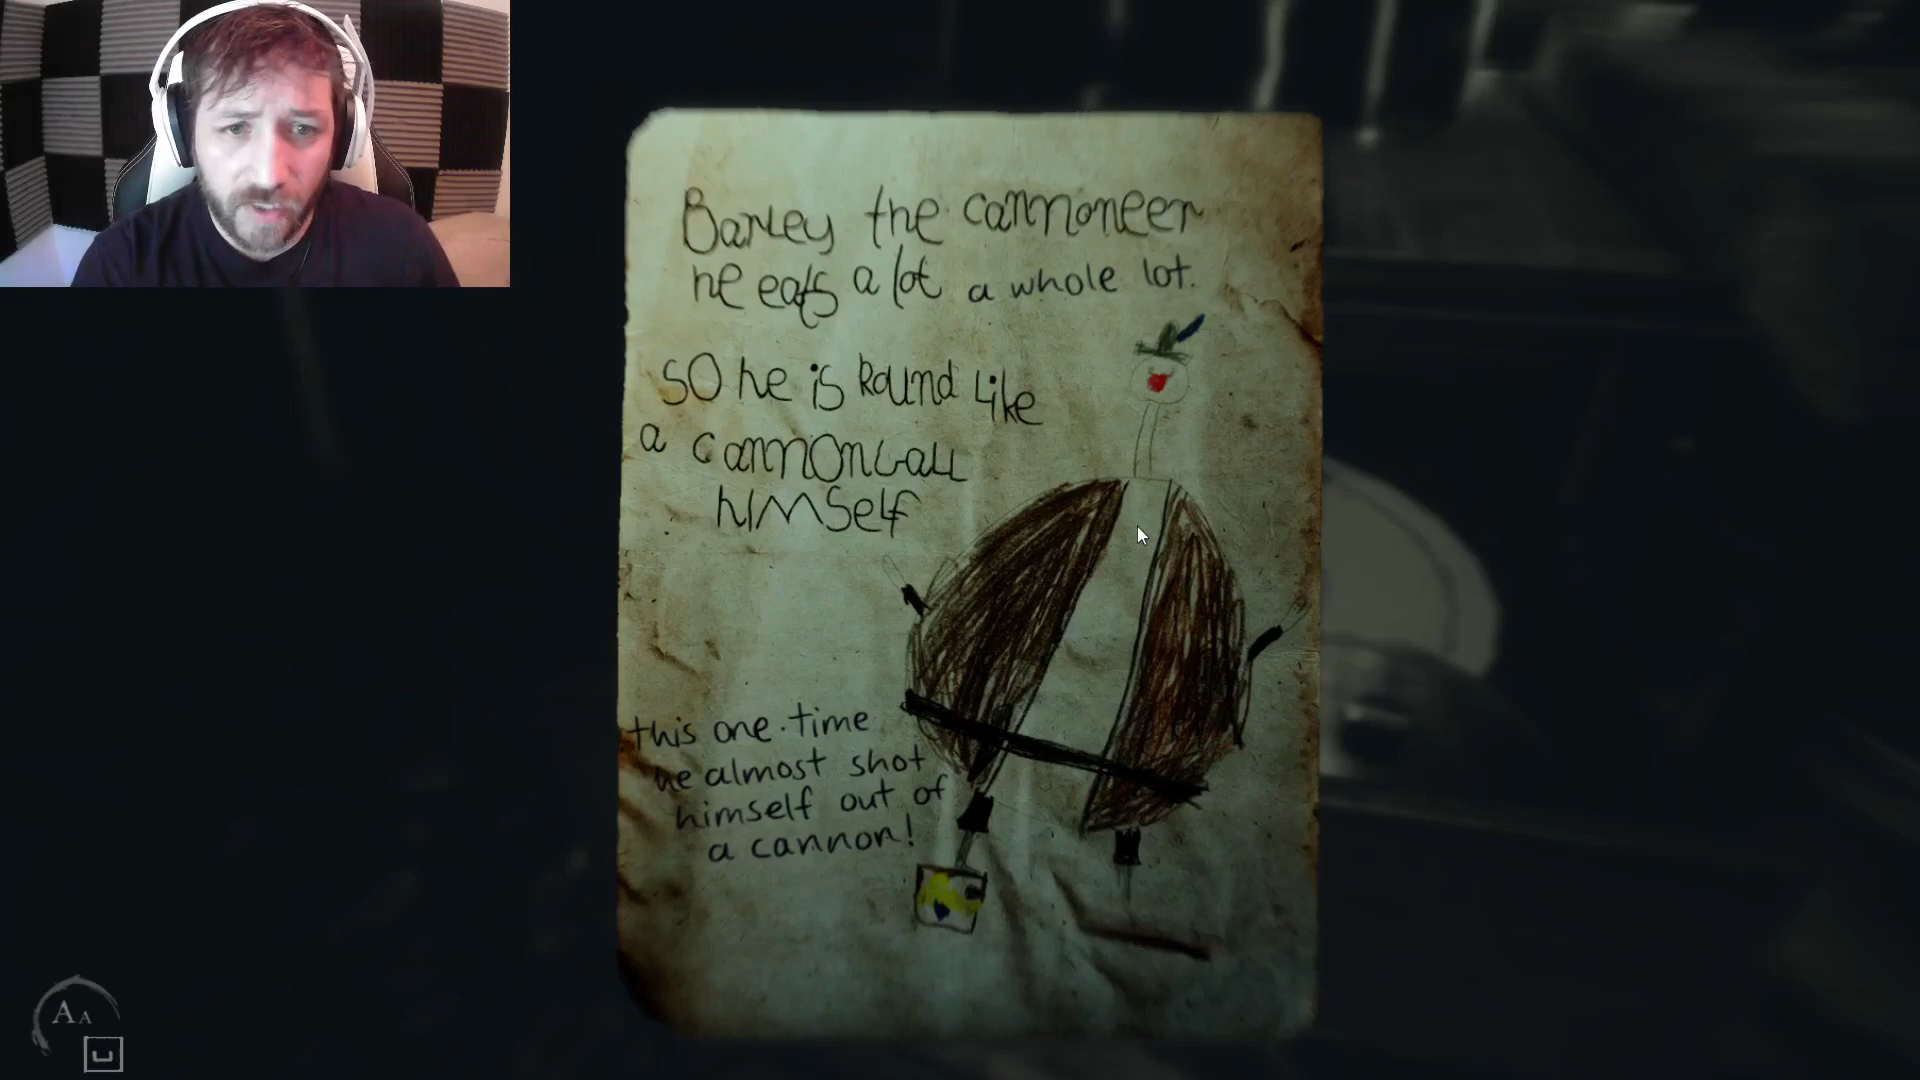 Barley the cannoneer
he eats a lot a whole lot.
SO he is Round Like
a cannonball
himself
this one time
he almost shot
himself out of
a cannon!
A A